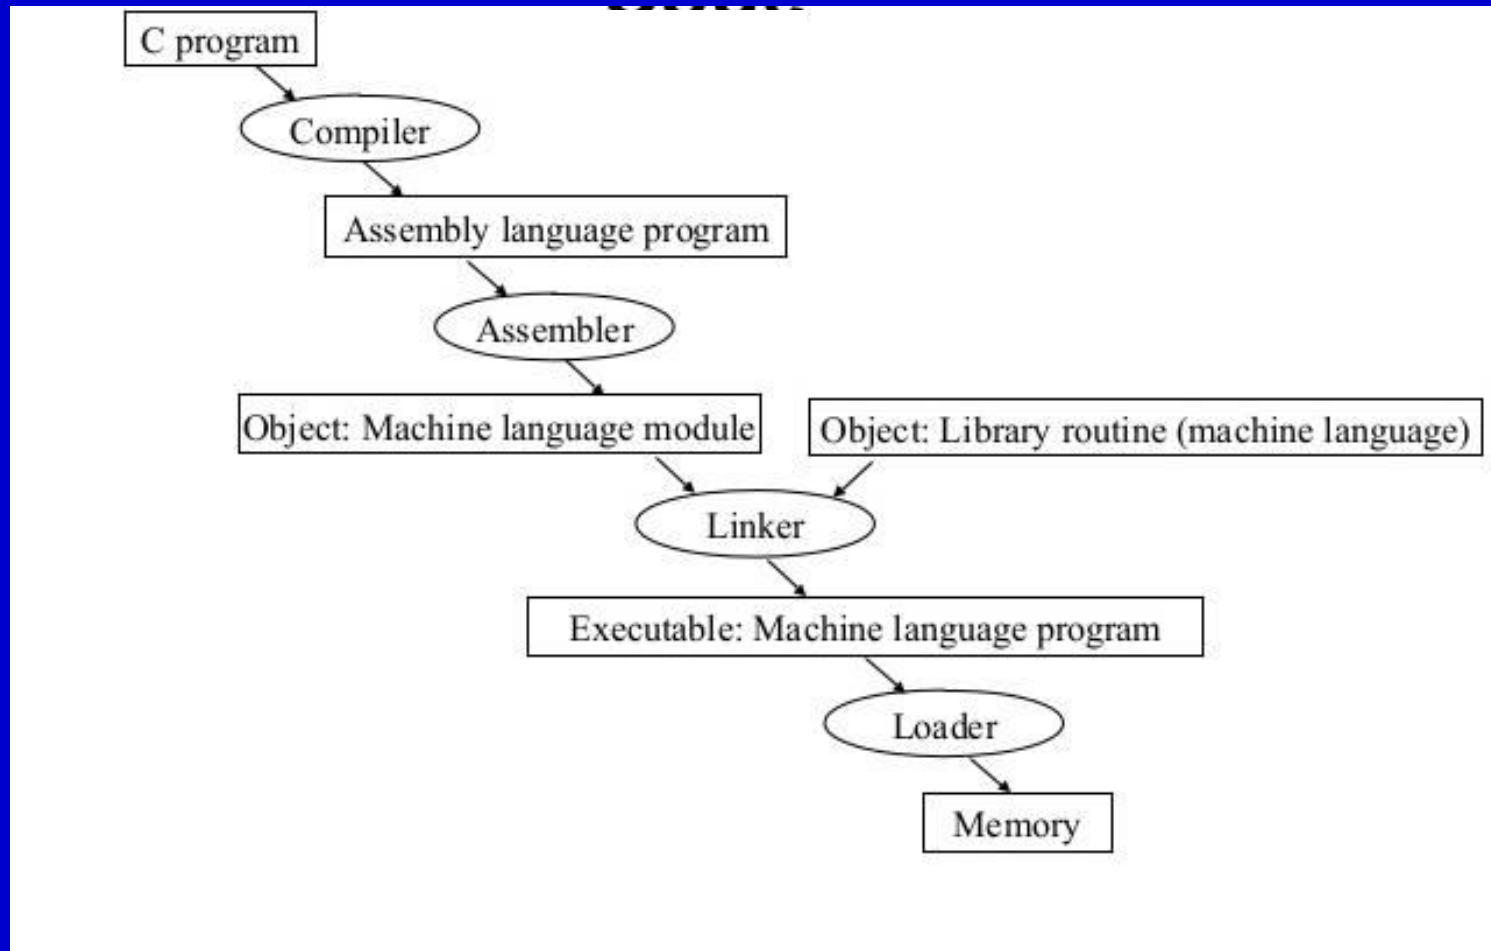 C program
Compiler
Assembly language program
Assembler
Object: Machine language module
Object: Library routine (machine language)
Linker
Executable: Machine language program
Loader
Memory